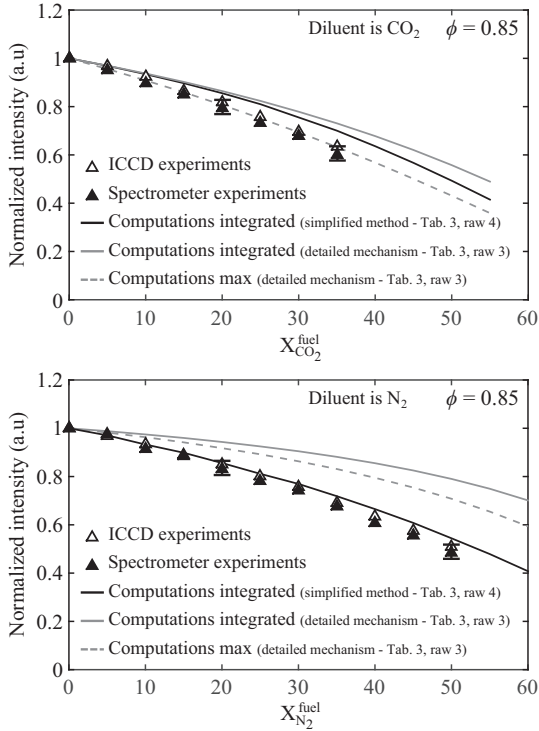 Diluent is CO2 ϕ = 0.85
Normalized intensity (a.u)
1.2
1
0.8
0.6
0.4
0.2
0
ICCD experiments
Spectrometer experiments
Computations integrated (simplified method - Tab. 3, raw 4)
Computations integrated (detailed mechanism - Tab. 3, raw 3)
Computations max (detailed mechanism - Tab. 3, raw 3)
0 10 20 30 40 50 60
X_CO2^fuel
Diluent is N2 ϕ = 0.85
Normalized intensity (a.u)
1.2
1
0.8
0.6
0.4
0.2
0
ICCD experiments
Spectrometer experiments
Computations integrated (simplified method - Tab. 3, raw 4)
Computations integrated (detailed mechanism - Tab. 3, raw 3)
Computations max (detailed mechanism - Tab. 3, raw 3)
0 10 20 30 40 50 60
X_N2^fuel